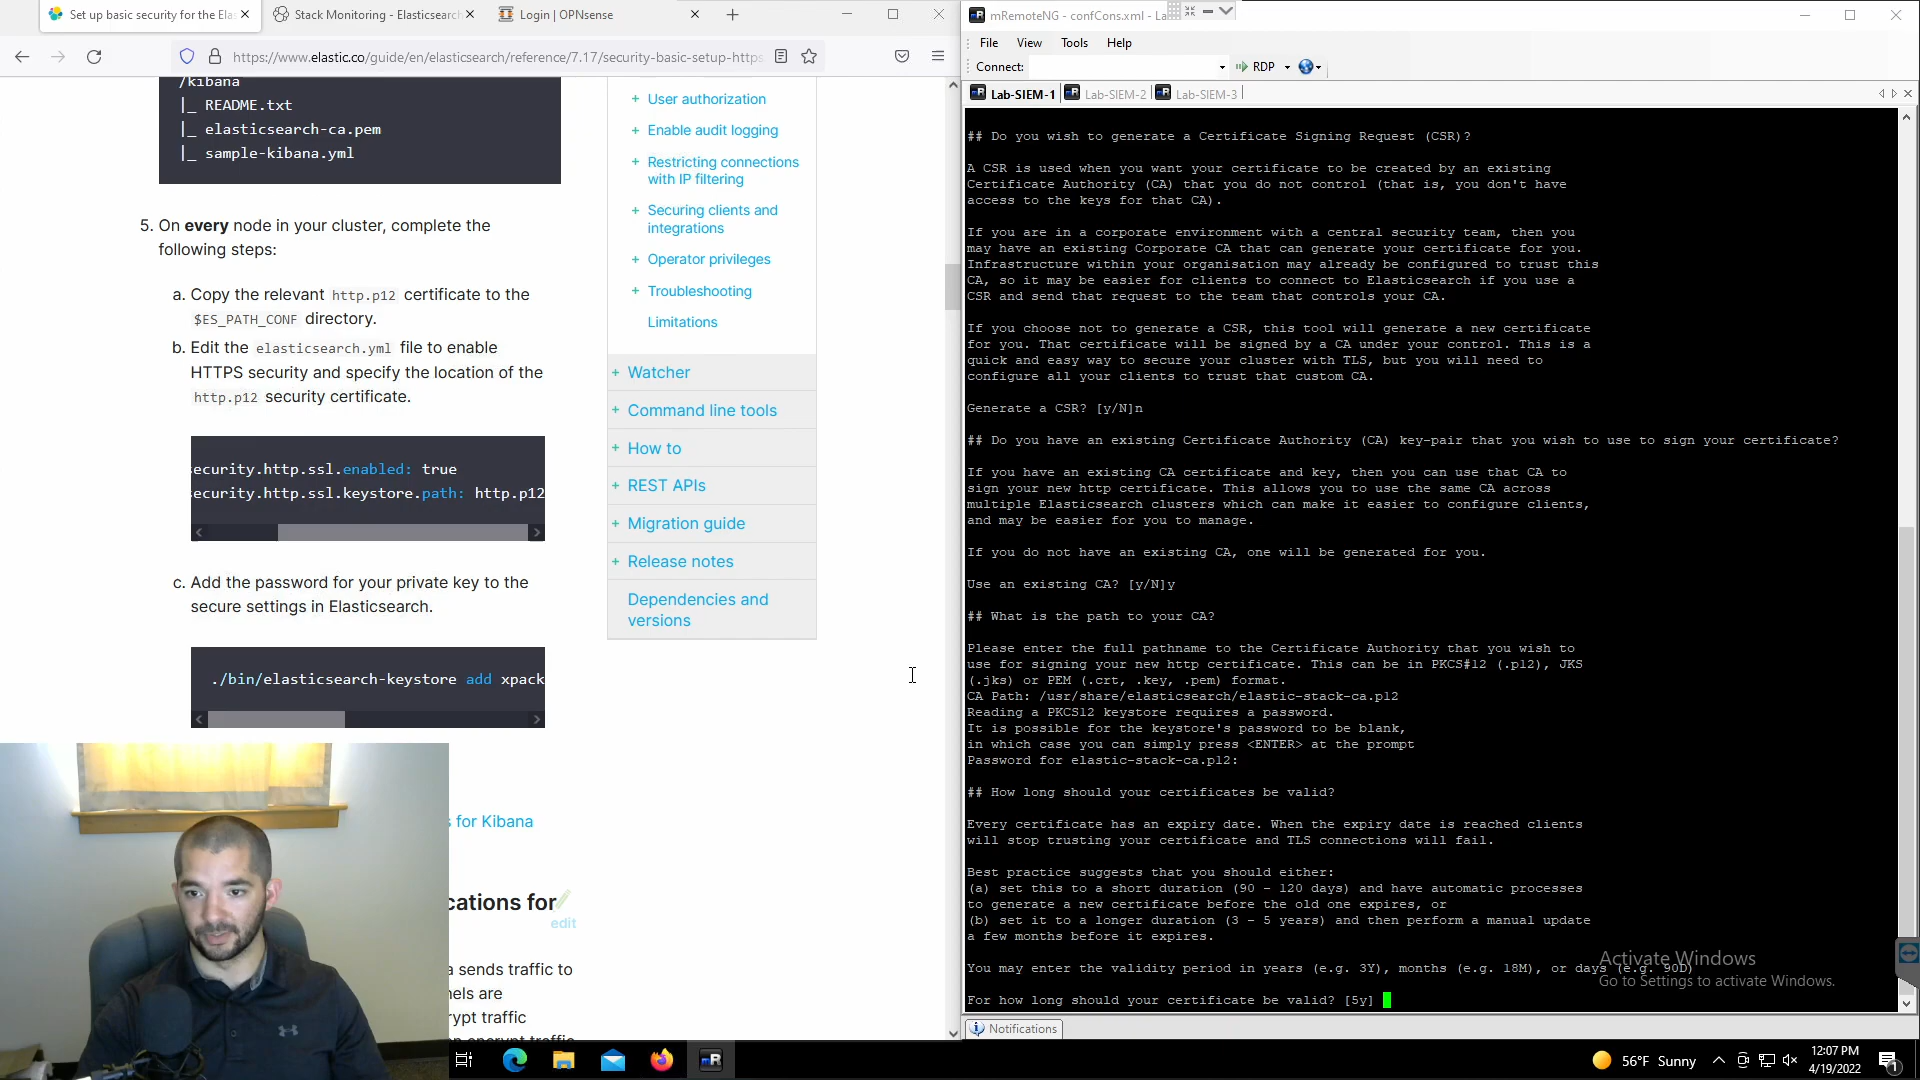 Set up basic security for the Ela
Stack Monitoring - Elasticsearch
Login | OPNsense
https://www.elastic.co/guide/en/elasticsearch/reference/7.17/security-basic-setup-https
/kibana
|_ README.txt
|_ elasticsearch-ca.pem
|_ sample-kibana.yml
5. On every node in your cluster, complete the
following steps:
a. Copy the relevant http.p12 certificate to the
$ES_PATH_CONF directory.
b. Edit the elasticsearch.yml file to enable
HTTPS security and specify the location of the
http.p12 security certificate.
security.http.ssl.enabled: true
security.http.ssl.keystore.path: http.p12
c. Add the password for your private key to the
secure settings in Elasticsearch.
./bin/elasticsearch-keystore add xpack
s for Kibana
cations for
edit
a sends traffic to
nels are
rypt traffic
+ User authorization
+ Enable audit logging
+ Restricting connections
with IP filtering
+ Securing clients and
integrations
+ Operator privileges
+ Troubleshooting
Limitations
+ Watcher
+ Command line tools
+ How to
+ REST APIs
+ Migration guide
+ Release notes
Dependencies and
versions
mRemoteNG - confCons.xml - La
File View Tools Help
Connect: RDP
Lab-SIEM-1 Lab-SIEM-2 Lab-SIEM-3
## Do you wish to generate a Certificate Signing Request (CSR)?
A CSR is used when you want your certificate to be created by an existing
Certificate Authority (CA) that you do not control (that is, you don't have
access to the keys for that CA).
If you are in a corporate environment with a central security team, then you
may have an existing Corporate CA that can generate your certificate for you.
Infrastructure within your organisation may already be configured to trust this
CA, so it may be easier for clients to connect to Elasticsearch if you use a
CSR and send that request to the team that controls your CA.
If you choose not to generate a CSR, this tool will generate a new certificate
for you. That certificate will be signed by a CA under your control. This is a
quick and easy way to secure your cluster with TLS, but you will need to
configure all your clients to trust that custom CA.
Generate a CSR? [y/N]n
## Do you have an existing Certificate Authority (CA) key-pair that you wish to use to sign your certificate?
If you have an existing CA certificate and key, then you can use that CA to
sign your new http certificate. This allows you to use the same CA across
multiple Elasticsearch clusters which can make it easier to configure clients,
and may be easier for you to manage.
If you do not have an existing CA, one will be generated for you.
Use an existing CA? [y/N]y
## What is the path to your CA?
Please enter the full pathname to the Certificate Authority that you wish to
use for signing your new http certificate. This can be in PKCS#12 (.p12), JKS
(.jks) or PEM (.crt, .key, .pem) format.
CA Path: /usr/share/elasticsearch/elastic-stack-ca.p12
Reading a PKCS12 keystore requires a password.
It is possible for the keystore's password to be blank,
in which case you can simply press <ENTER> at the prompt
Password for elastic-stack-ca.p12:
## How long should your certificates be valid?
Every certificate has an expiry date. When the expiry date is reached clients
will stop trusting your certificate and TLS connections will fail.
Best practice suggests that you should either:
(a) set this to a short duration (90 - 120 days) and have automatic processes
to generate a new certificate before the old one expires, or
(b) set it to a longer duration (3 - 5 years) and then perform a manual update
a few months before it expires.
You may enter the validity period in years (e.g. 3Y), months (e.g. 18M), or days (e.g. 90D)
For how long should your certificate be valid? [5y]
Activate Windows
Go to Settings to activate Windows.
Notifications
56°F Sunny
12:07 PM
4/19/2022
1